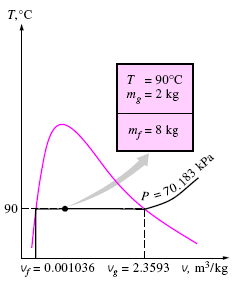 T, °C
T = 90°C
m_g = 2 kg
m_f = 8 kg
P = 70.183 kPa
90
v_f = 0.001036 v_g = 2.3593 v, m³/kg